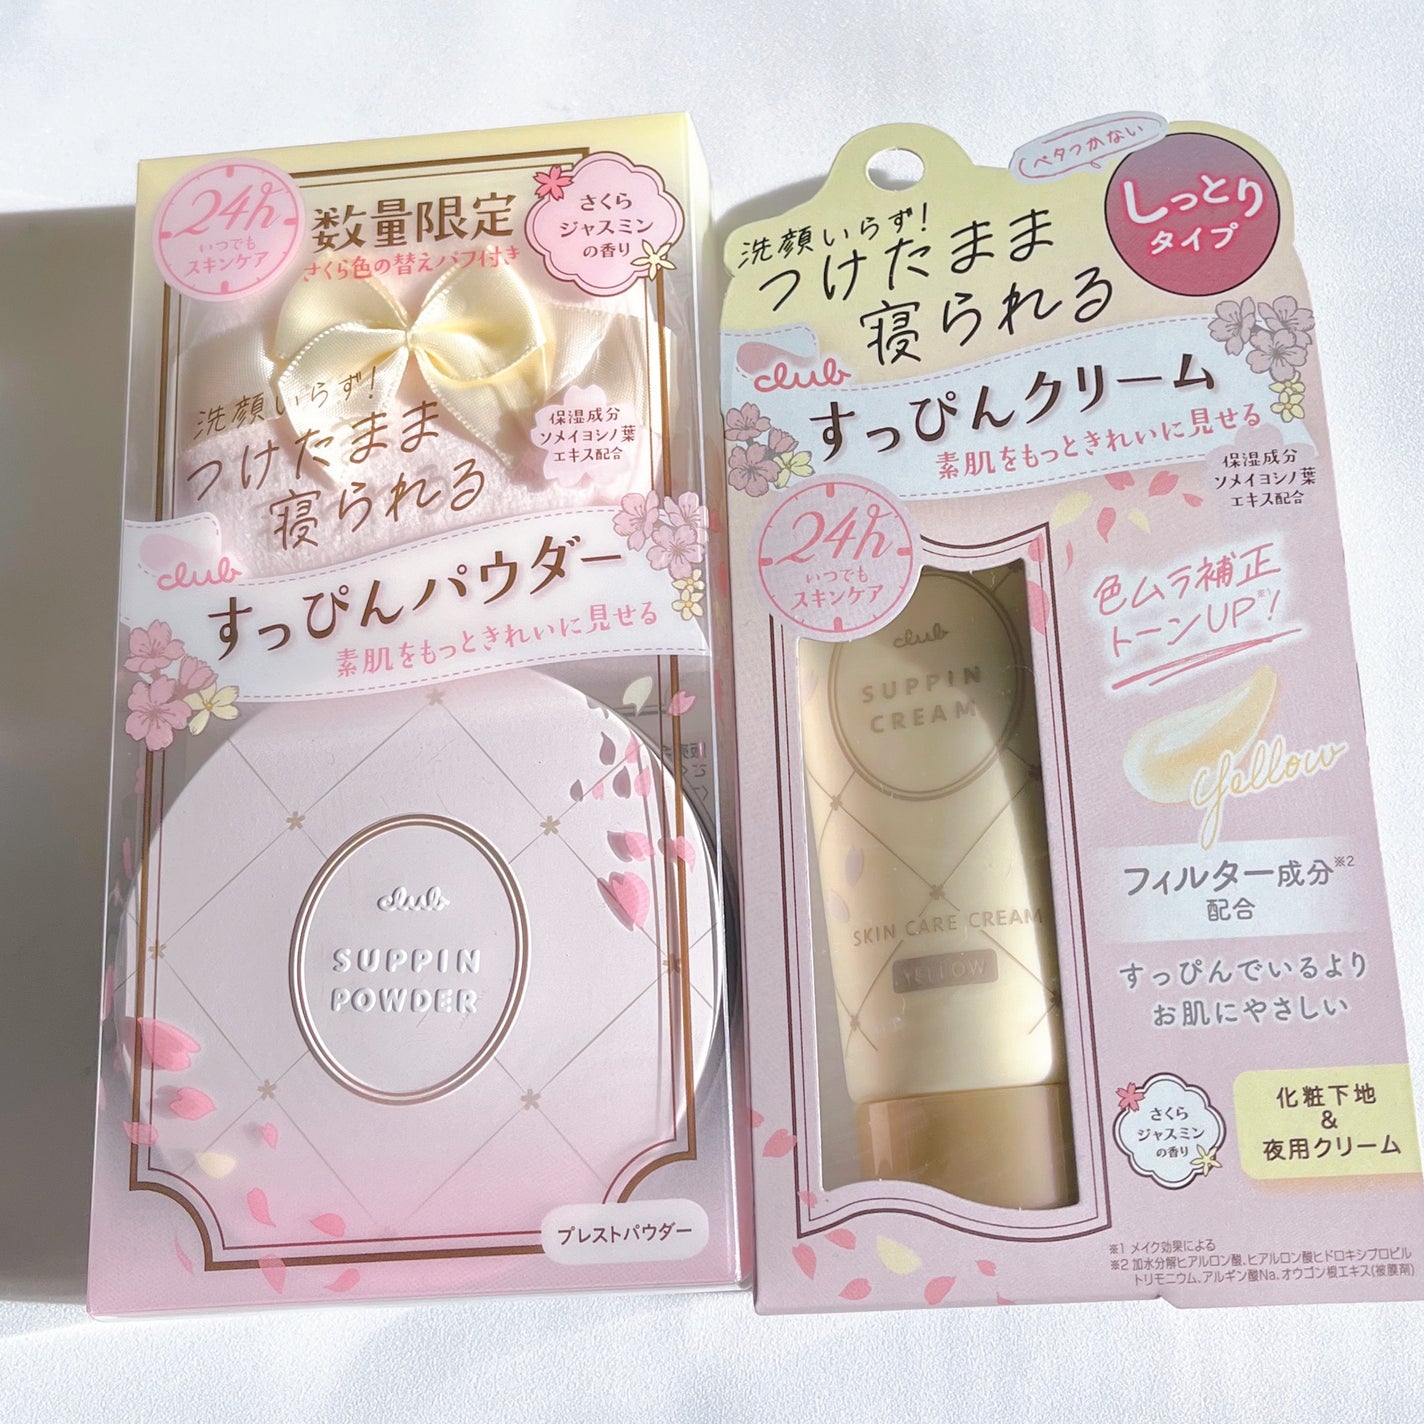 24h
いつでも
スキンケア
数量限定
さくら色の替えパフ付き
さくら
ジャスミン
の香り
洗顔いらず!
つけたまま
寝られる
保湿成分
ソメイヨシノ葉
エキス配合
club
すっぴんパウダー
素肌をもっときれいに見せる
club
SUPPIN
POWDER
プレストパウダー
ベタつかない
しっとり
タイプ
洗顔いらず!
つけたまま
寝られる
club
すっぴんクリーム
素肌をもっときれいに見せる
保湿成分
ソメイヨシノ葉
エキス配合
24h
いつでも
スキンケア
色ムラ補正
トーンUP※1!
Yellow
club
SUPPIN
CREAM
SKIN CARE CREAM
YELLOW
フィルター成分※2
配合
すっぴんでいるより
お肌にやさしい
さくら
ジャスミン
の香り
化粧下地
&
夜用クリーム
※1 メイク効果による
※2 加水分解ヒアルロン酸、ヒアルロン酸ヒドロキシプロピル
トリモニウム、アルギン酸Na、オウゴン根エキス(被膜剤)